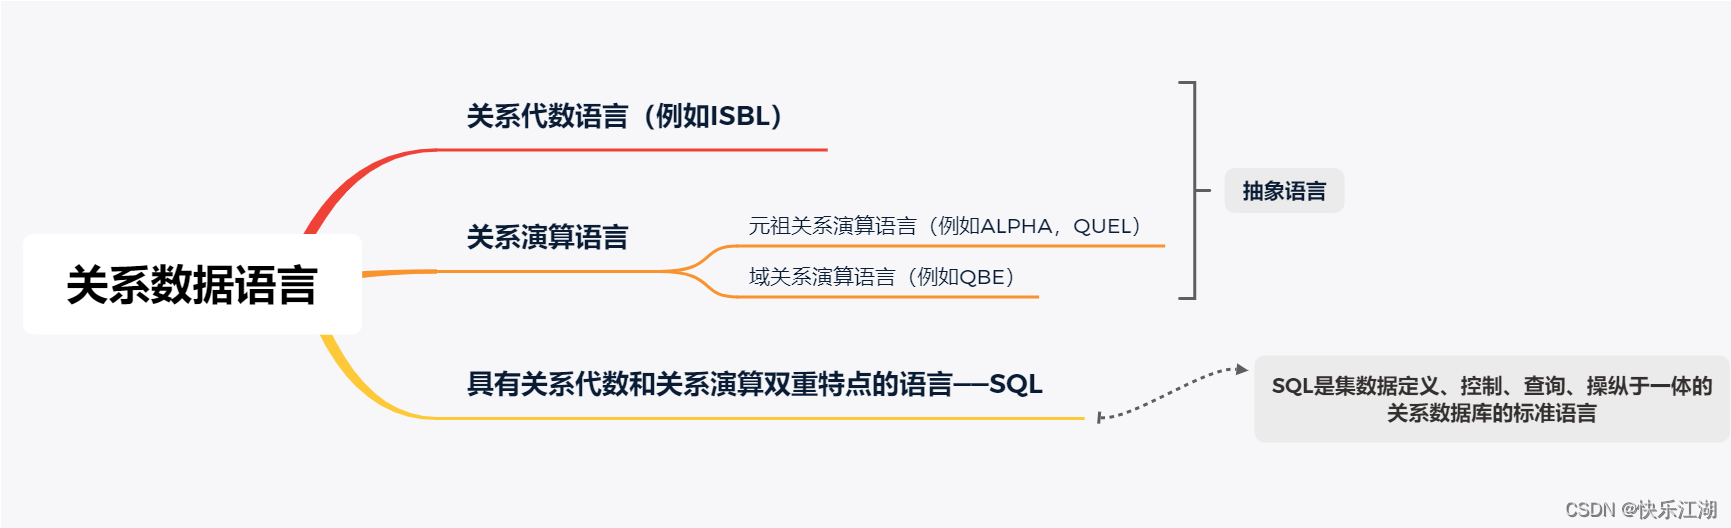 关系代数语言（例如ISBL）
抽象语言
元祖关系演算语言（例如ALPHA，QUEL）
关系演算语言
域关系演算语言（例如QBE）
关系数据语言
具有关系代数和关系演算双重特点的语言——SQL
SQL是集数据定义、控制、查询、操纵于一体的
关系数据库的标准语言
CSDN @快乐江湖